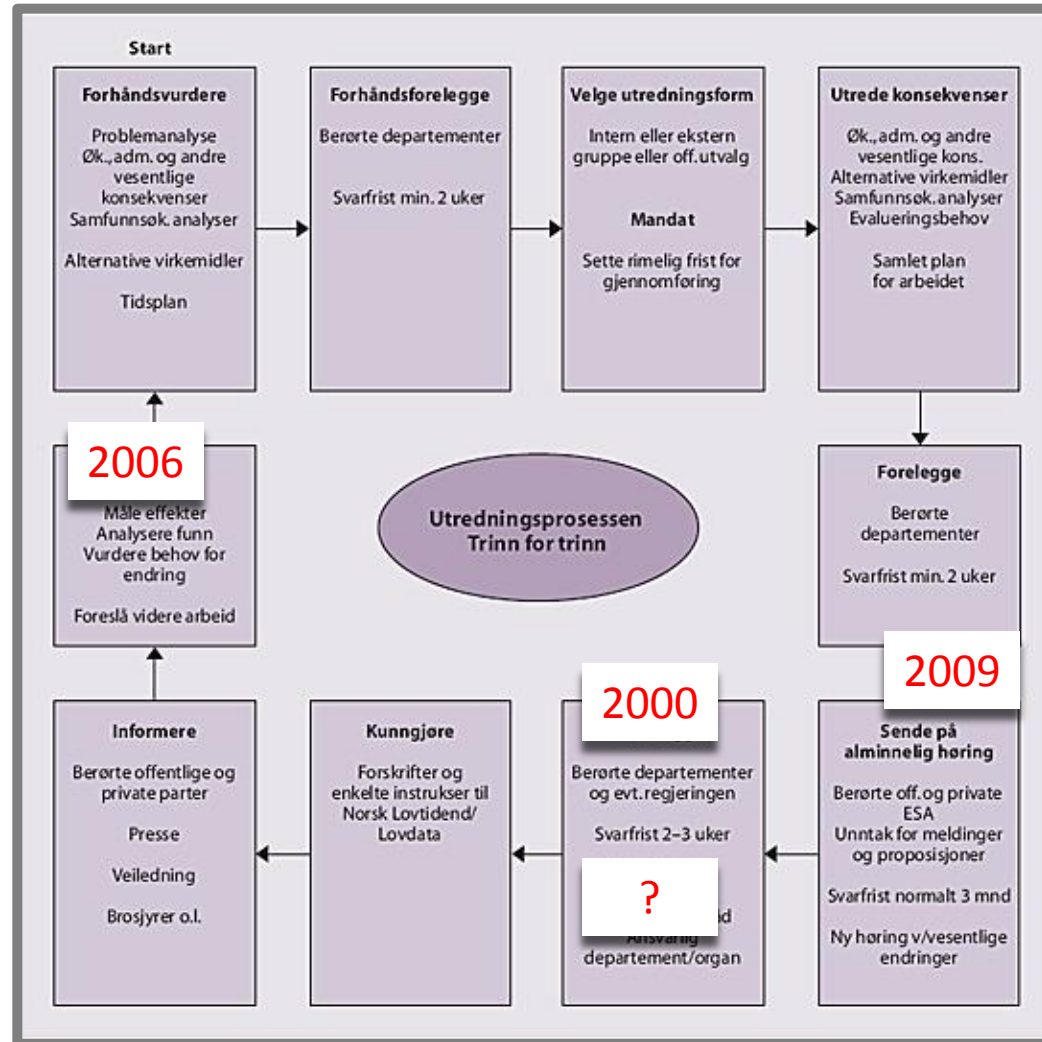 Start
Forhåndsvurdere
Problemanalyse
Øk., adm. og andre
vesentlige
konsekvenser
Samfunnsøk. analyser
Alternative virkemidler
Tidsplan
Forhåndsforelegge
Berørte departementer
Svarfrist min. 2 uker
Velge utredningsform
Intern eller ekstern
gruppe eller off. utvalg
Mandat
Sette rimelig frist for
gjennomføring
Utrede konsekvenser
Øk., adm. og andre
vesentlige kons.
Alternative virkemidler
Samfunnsøk. analyser
Evalueringsbehov
Samlet plan
for arbeidet
2006
Måle effekter
Analysere funn
Vurdere behov for
endring
Foreslå videre arbeid
Utredningsprosessen
Trinn for trinn
Forelegge
Berørte
departementer
Svarfrist min. 2 uker
Informere
Berørte offentlige og
private parter
Presse
Veiledning
Brosjyrer o.l.
Kunngjøre
Forskrifter og
enkelte instrukser til
Norsk Lovtidend/
Lovdata
2000
Berørte departementer
og evt. regjeringen
Svarfrist 2–3 uker
?
Ansvarlig
departement/organ
2009
Sende på
alminnelig høring
Berørte off. og private
ESA
Unntak for meldinger
og proposisjoner
Svarfrist normalt 3 mnd
Ny høring v/vesentlige
endringer